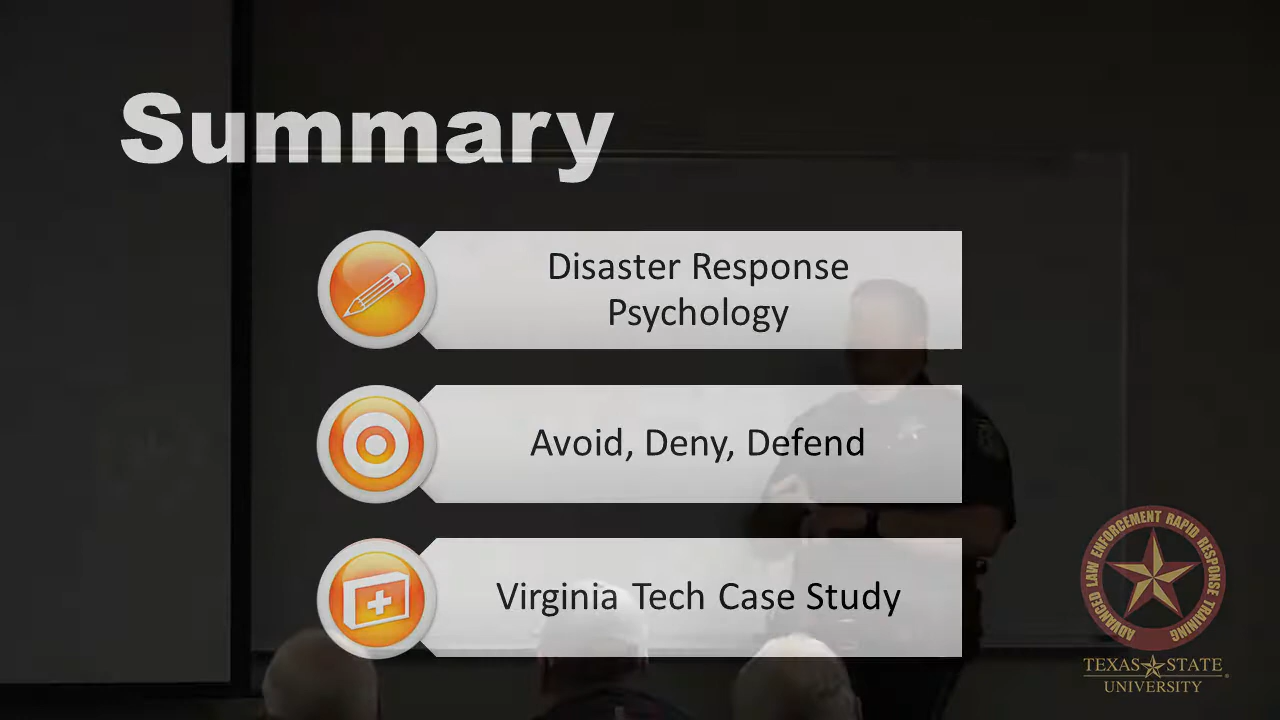 Summary
Disaster Response
Psychology
Avoid, Deny, Defend
Virginia Tech Case Study
ADVANCED LAW ENFORCEMENT RAPID RESPONSE TRAINING
TEXAS STATE
UNIVERSITY